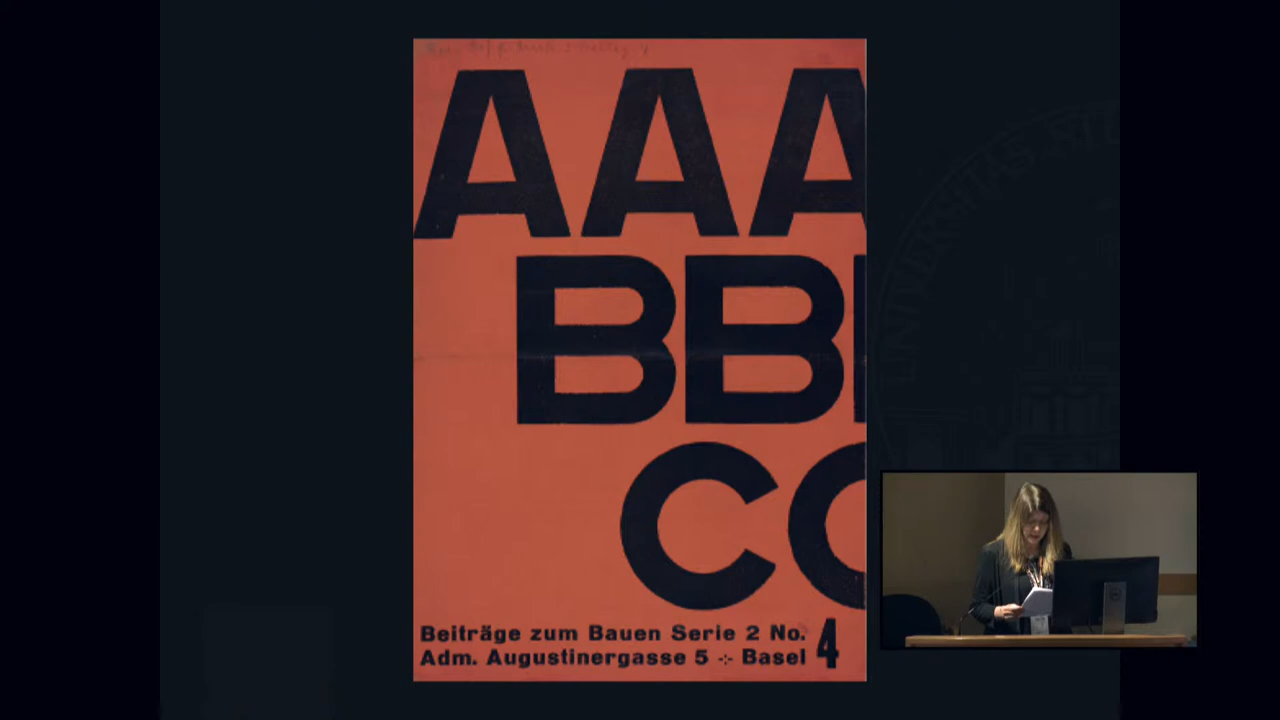 AAA
BB
CC
Beiträge zum Bauen Serie 2 No. 4
Adm. Augustinergasse 5 ÷ Basel